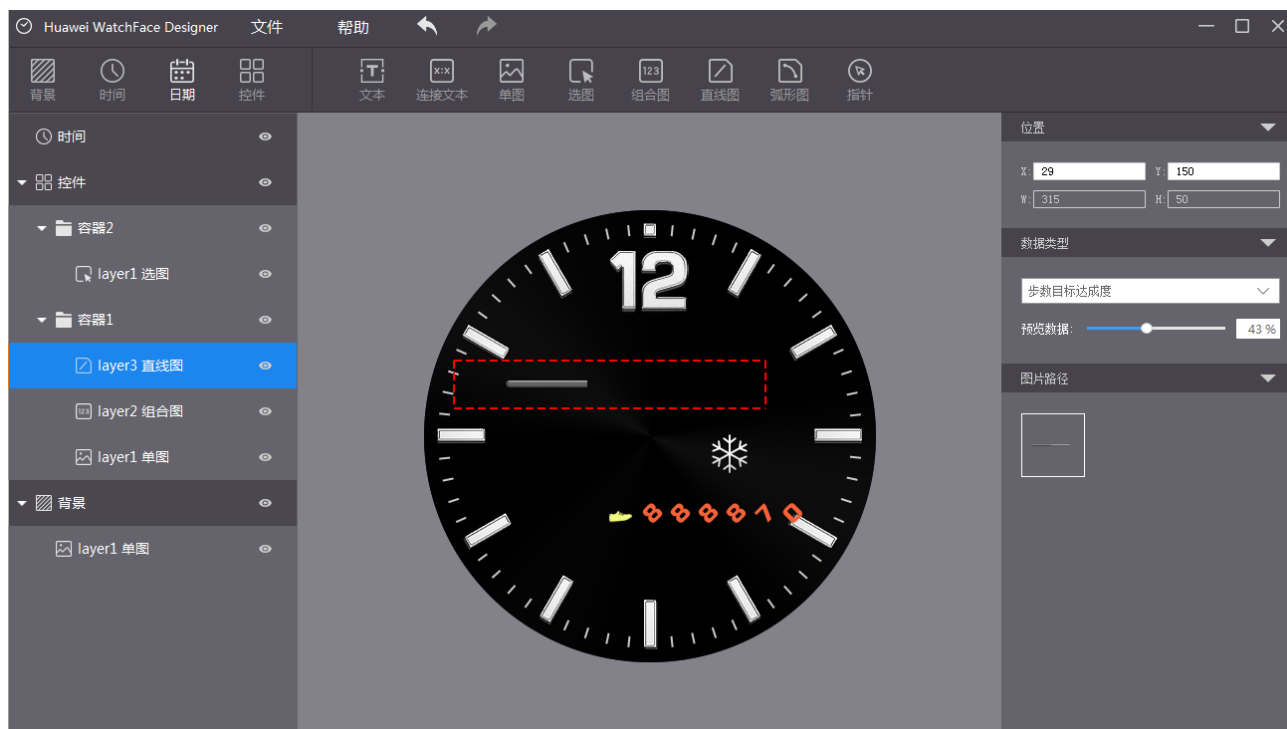 Huawei WatchFace Designer 文件 帮助
背景 时间 日期 控件 文本 连接文本 单图 选图 组合图 直线图 弧形图 指针
时间
控件
容器2
layer1 选图
容器1
layer3 直线图
layer2 组合图
layer1 单图
背景
layer1 单图
12
888870
位置
X: 29 Y: 150
W: 315 H: 50
数据类型
步数目标达成度
预览数据: 43 %
图片路径